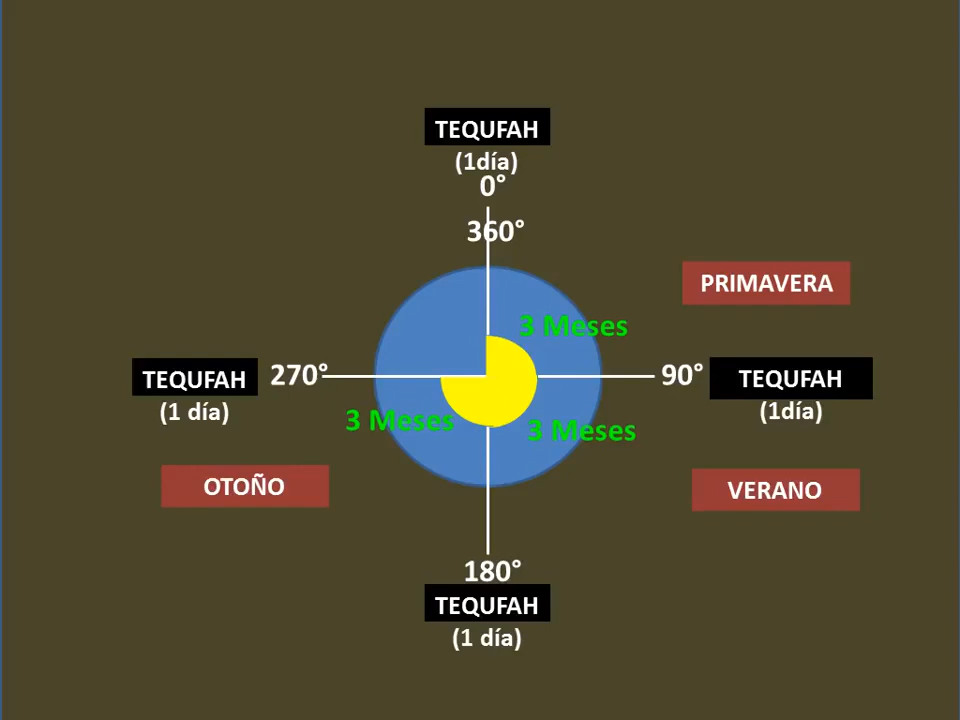 TEQUFAH
(1día)
0°
360°
PRIMAVERA
3 Meses
TEQUFAH
(1 día)
270°
90°
TEQUFAH
(1día)
3 Meses
3 Meses
OTOÑO
VERANO
180°
TEQUFAH
(1 día)